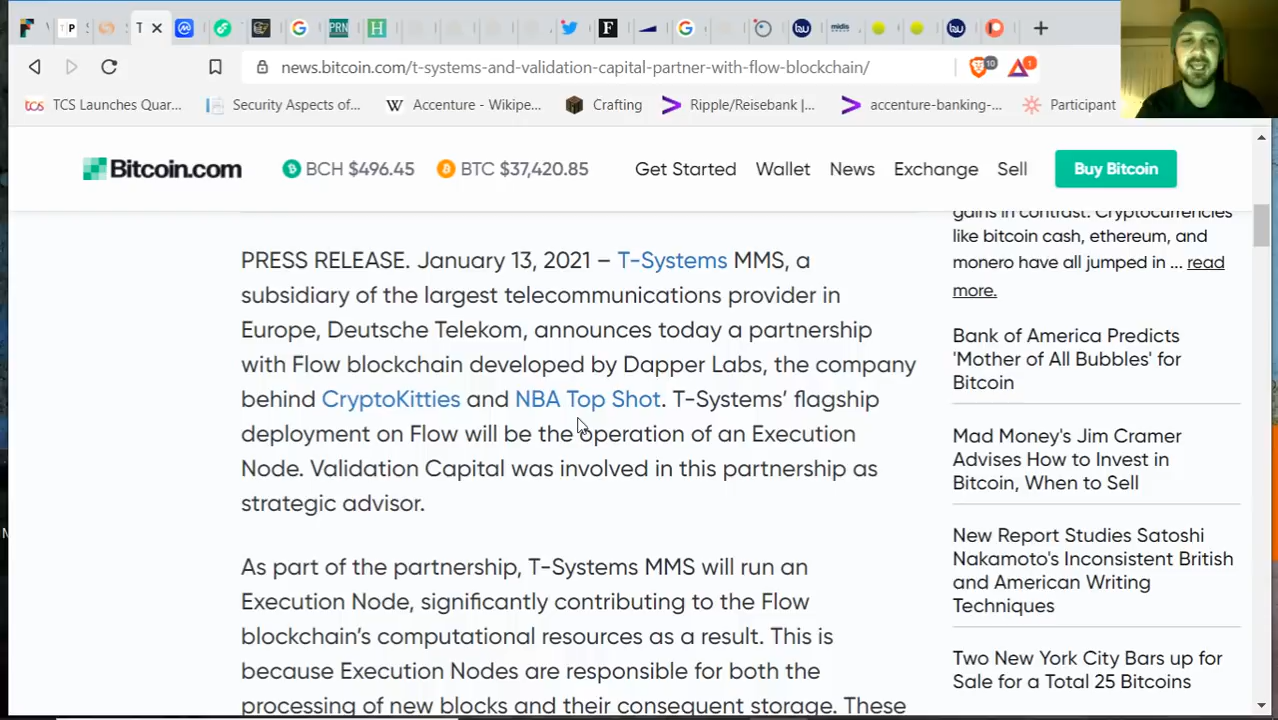 T
PRN
H
news.bitcoin.com/t-systems-and-validation-capital-partner-with-flow-blockchain/
10
1
tcs TCS Launches Quar...
Security Aspects of...
W Accenture - Wikipe...
Crafting
Ripple/Reisebank |...
accenture-banking-...
Participant
Bitcoin.com
BCH $496.45
BTC $37,420.85
Get Started
Wallet
News
Exchange
Sell
Buy Bitcoin
PRESS RELEASE. January 13, 2021 – T-Systems MMS, a
subsidiary of the largest telecommunications provider in
Europe, Deutsche Telekom, announces today a partnership
with Flow blockchain developed by Dapper Labs, the company
behind CryptoKitties and NBA Top Shot. T-Systems’ flagship
deployment on Flow will be the operation of an Execution
Node. Validation Capital was involved in this partnership as
strategic advisor.
As part of the partnership, T-Systems MMS will run an
Execution Node, significantly contributing to the Flow
blockchain’s computational resources as a result. This is
because Execution Nodes are responsible for both the
processing of new blocks and their consequent storage. These
gains in contrast. Cryptocurrencies
like bitcoin cash, ethereum, and
monero have all jumped in ... read
more.
Bank of America Predicts
'Mother of All Bubbles' for
Bitcoin
Mad Money's Jim Cramer
Advises How to Invest in
Bitcoin, When to Sell
New Report Studies Satoshi
Nakamoto's Inconsistent British
and American Writing
Techniques
Two New York City Bars up for
Sale for a Total 25 Bitcoins